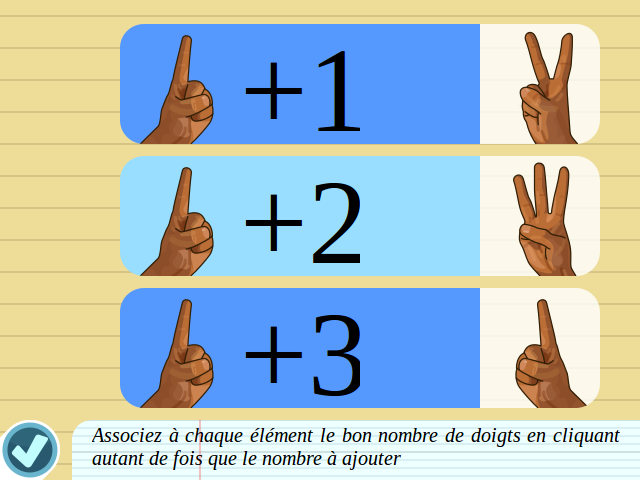 +1
+2
+3
Associez à chaque élément le bon nombre de doigts en cliquant
autant de fois que le nombre à ajouter